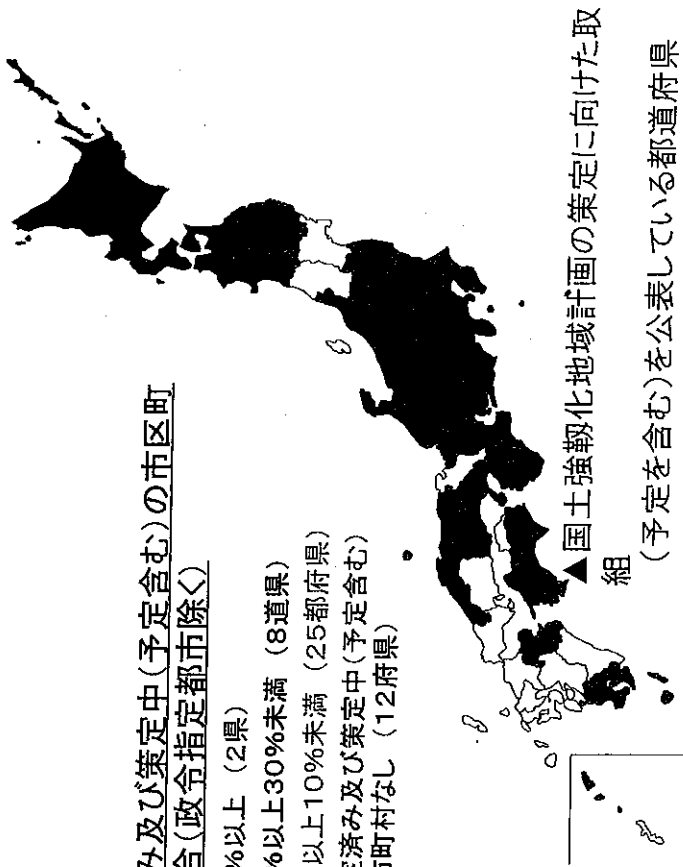 み及び策定中(予定含む)の市区町
合(政令指定都市除く)
%以上 (2県)
%以上30%未満 (8道県)
以上10%未満 (25都府県)
定済み及び策定中(予定含む)
市町村なし (12府県)
▲国土強靱化地域計画の策定に向けた取
組
(予定を含む)を公表している都道府県